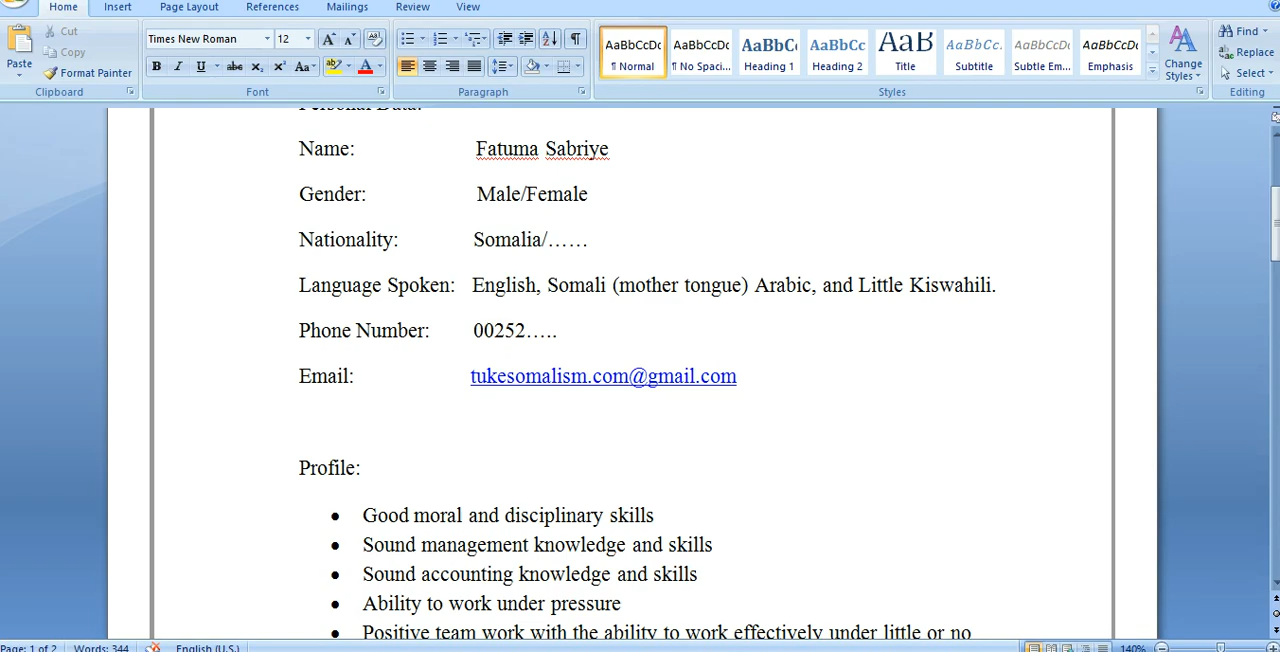 Home Insert Page Layout References Mailings Review View
Cut
Copy
Paste
Format Painter
Clipboard
Times New Roman 12
Font
Paragraph
AaBbCcDc AaBbCcDc AaBbC AaBbCc AaB AaBbCc. AaBbCcDc AaBbCcDc
¶ Normal ¶ No Spaci... Heading 1 Heading 2 Title Subtitle Subtle Em... Emphasis
Styles
Change Styles
Find
Replace
Select
Editing
Personal Data:
Name: Fatuma Sabriye
Gender: Male/Female
Nationality: Somalia/……
Language Spoken: English, Somali (mother tongue) Arabic, and Little Kiswahili.
Phone Number: 00252…..
Email: tukesomalism.com@gmail.com
Profile:
• Good moral and disciplinary skills
• Sound management knowledge and skills
• Sound accounting knowledge and skills
• Ability to work under pressure
• Positive team work with the ability to work effectively under little or no
Page: 1 of 2 Words: 344 English (U.S.) 140%